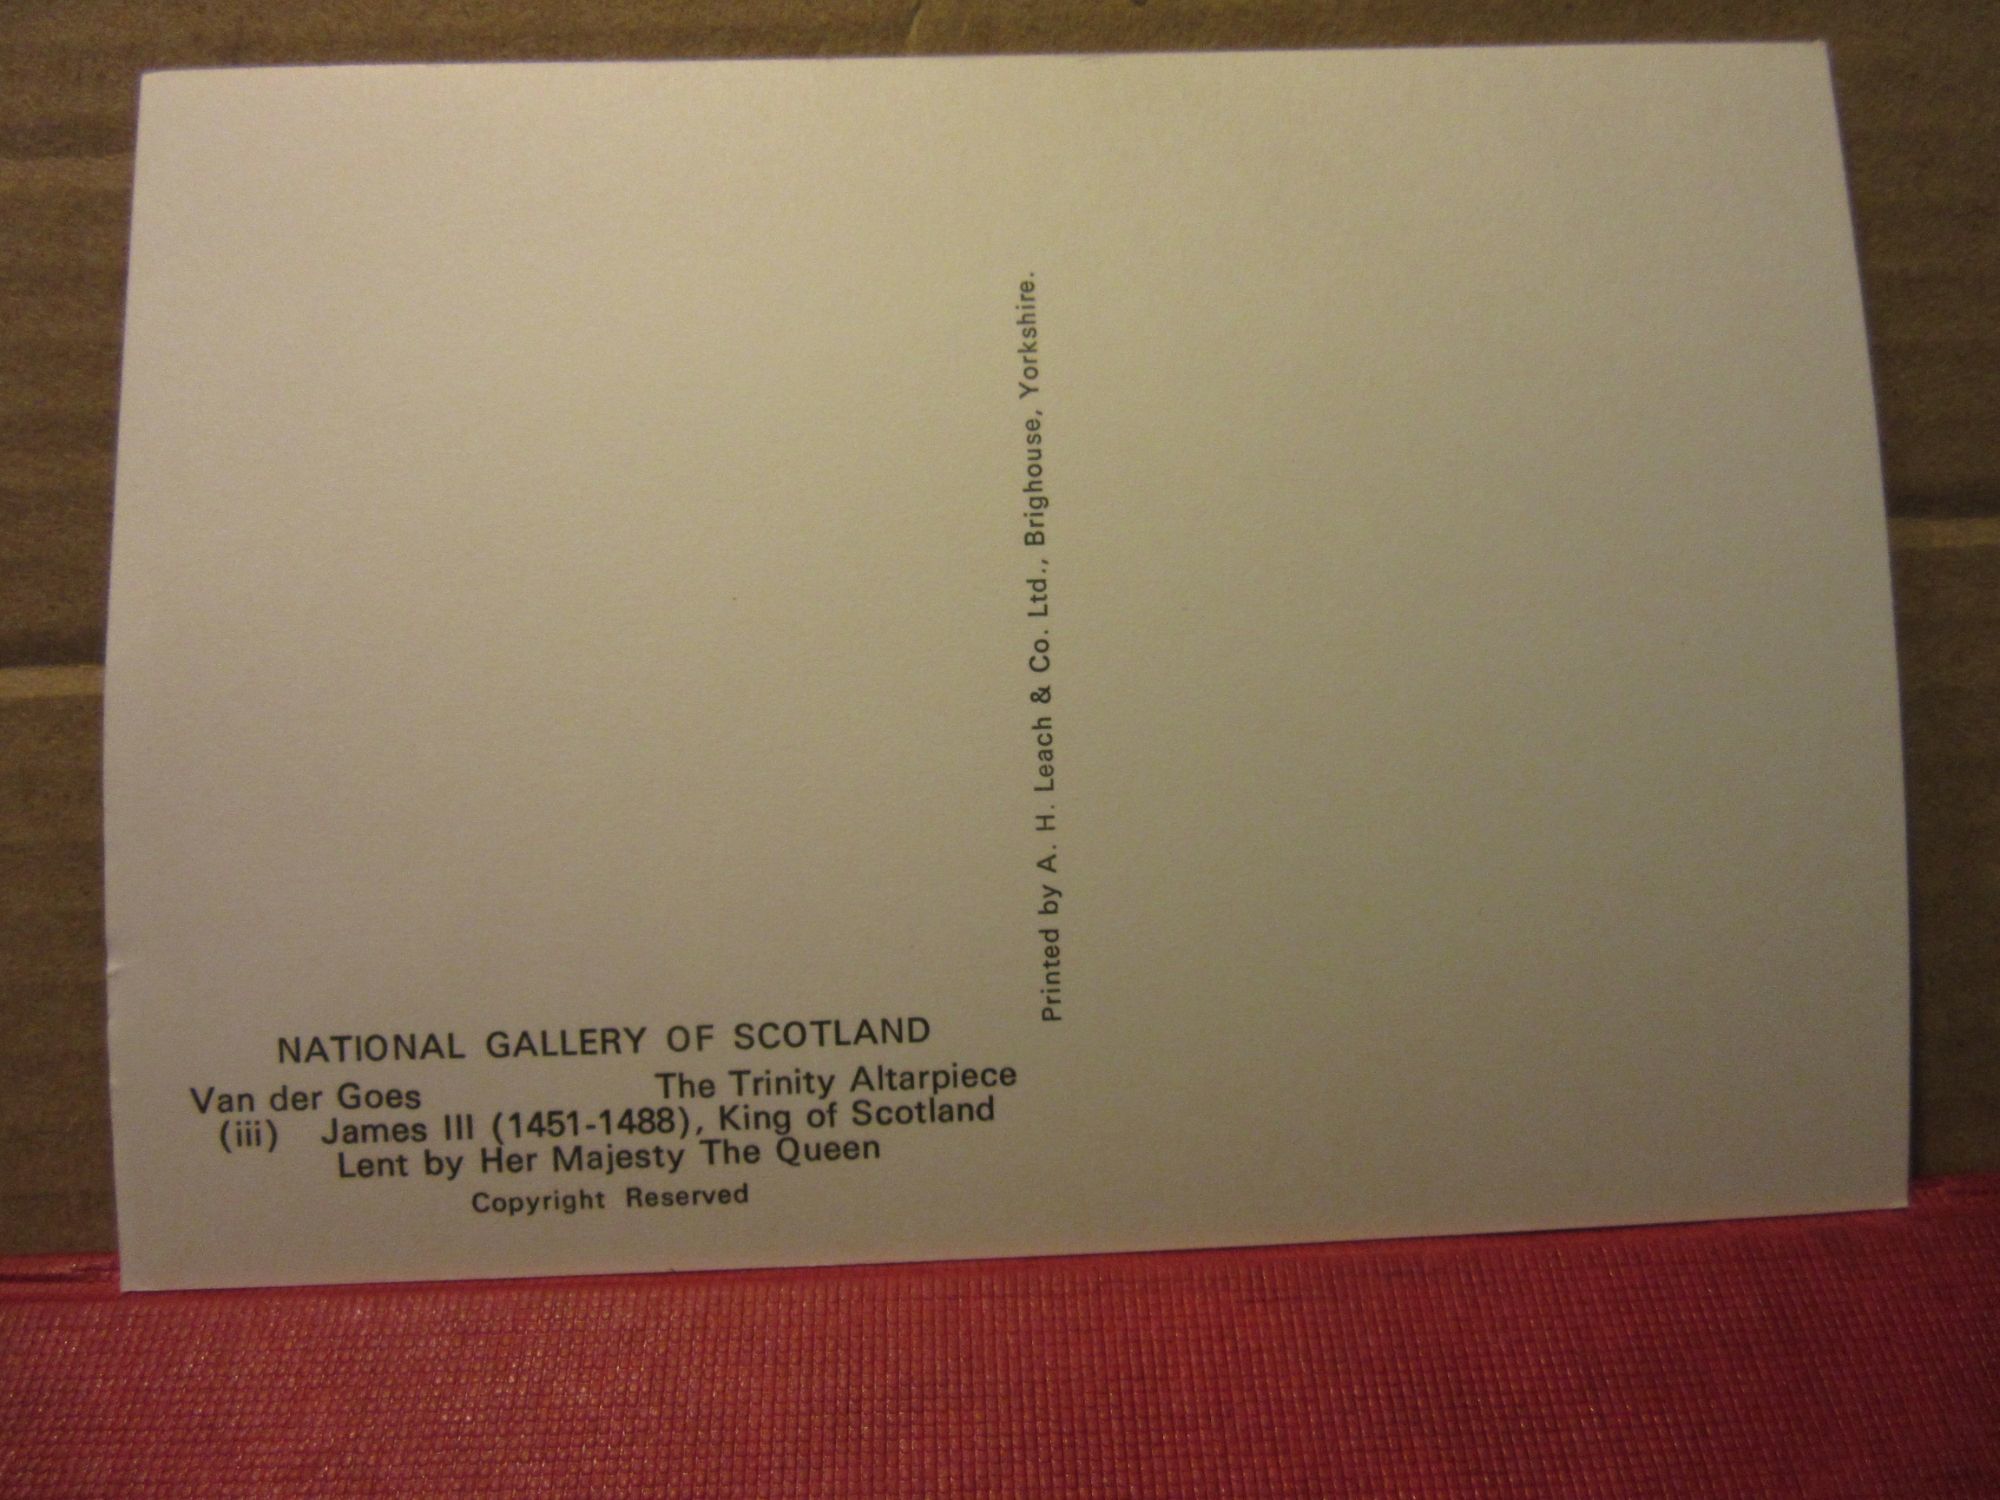 NATIONAL GALLERY OF SCOTLAND
Van der Goes The Trinity Altarpiece
(iii) James III (1451-1488), King of Scotland
Lent by Her Majesty The Queen
Copyright Reserved
Printed by A. H. Leach & Co. Ltd., Brighouse, Yorkshire.